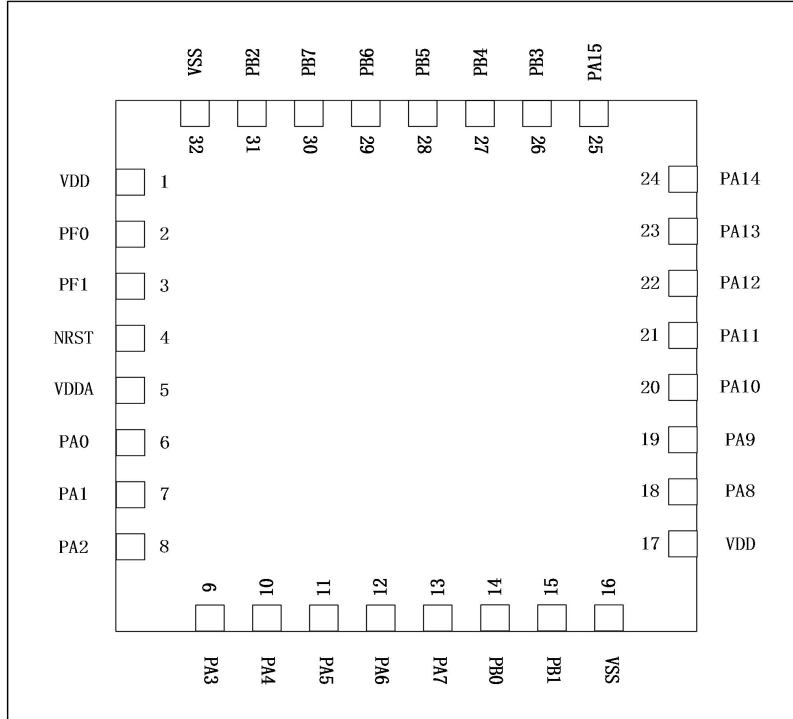 VSS PB2 PB7 PB6 PB5 PB4 PB3 PA15
32 31 30 29 28 27 26 25
VDD 1 24 PA14
PF0 2 23 PA13
PF1 3 22 PA12
NRST 4 21 PA11
VDDA 5 20 PA10
PA0 6 19 PA9
PA1 7 18 PA8
PA2 8 17 VDD
9 10 11 12 13 14 15 16
PA3 PA4 PA5 PA6 PA7 PB0 PB1 VSS